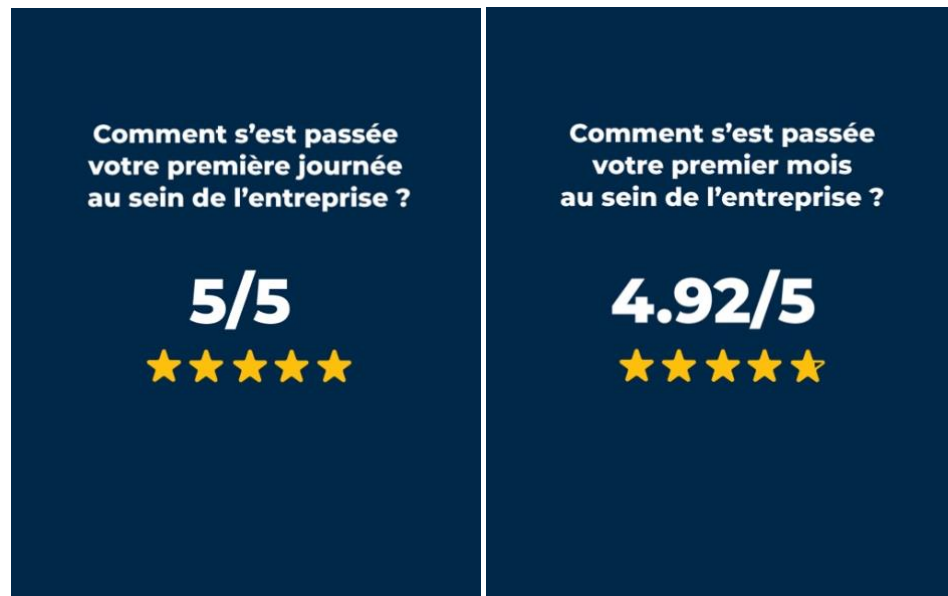 Comment s’est passée
votre première journée
au sein de l’entreprise ?
5/5
Comment s’est passée
votre premier mois
au sein de l’entreprise ?
4.92/5